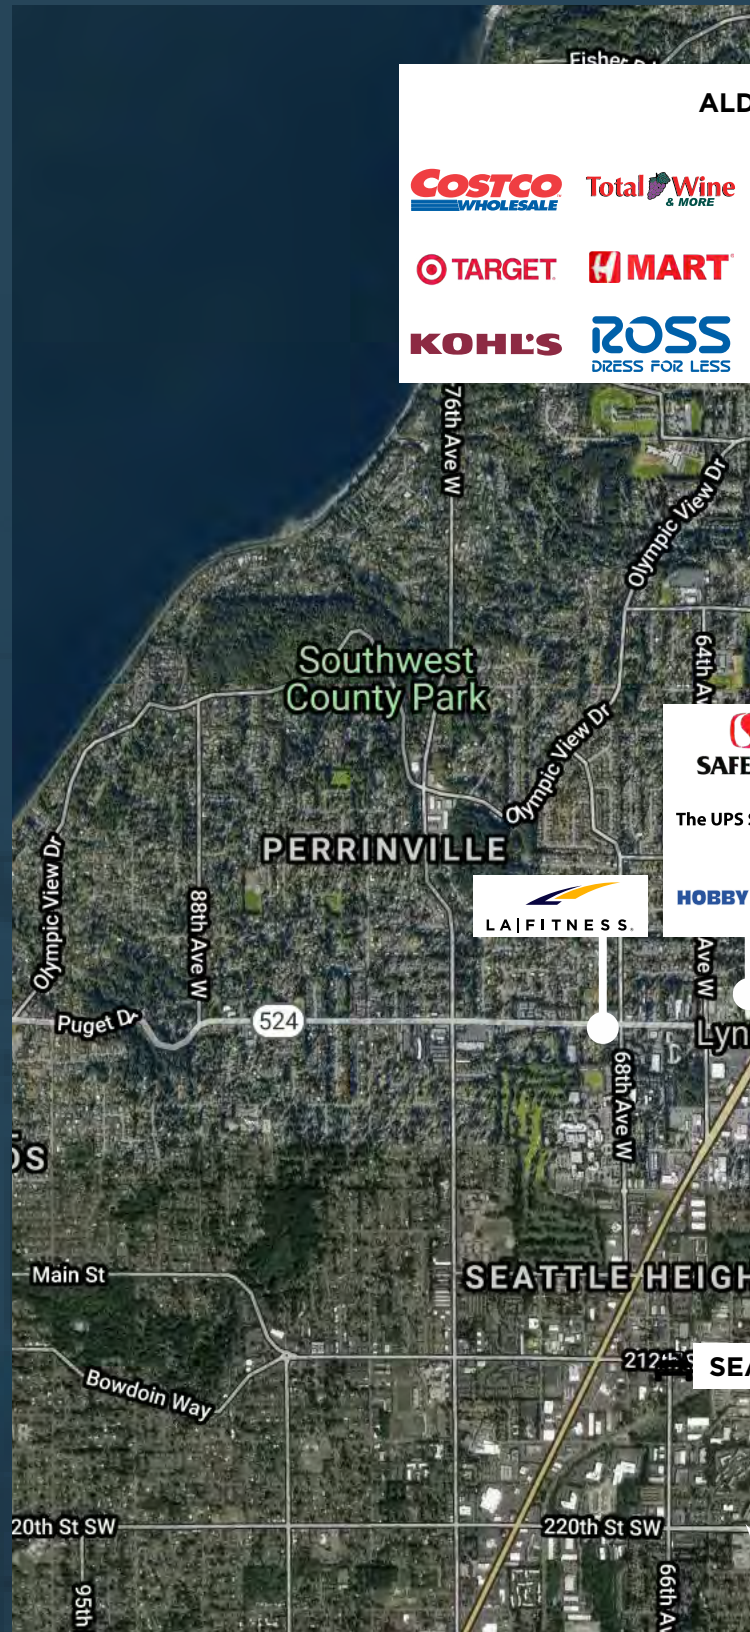 Fisher
ALD
COSTCO
WHOLESALE
Total Wine
& MORE
TARGET
H MART
KOHL'S
ROSS
DRESS FOR LESS
76th Ave W
Olympic View Dr
Southwest
County Park
64th Av
Olympic View Dr
SAFE
The UPS S
PERRINVILLE
LA|FITNESS.
HOBBY
Olympic View Dr
88th Ave W
Ave W
Puget Dr
524
Lyn
68th Ave W
Main St
SEATTLE HEIGH
212th S
SEA
Bowdoin Way
20th St SW
220th St SW
95th
66th Av